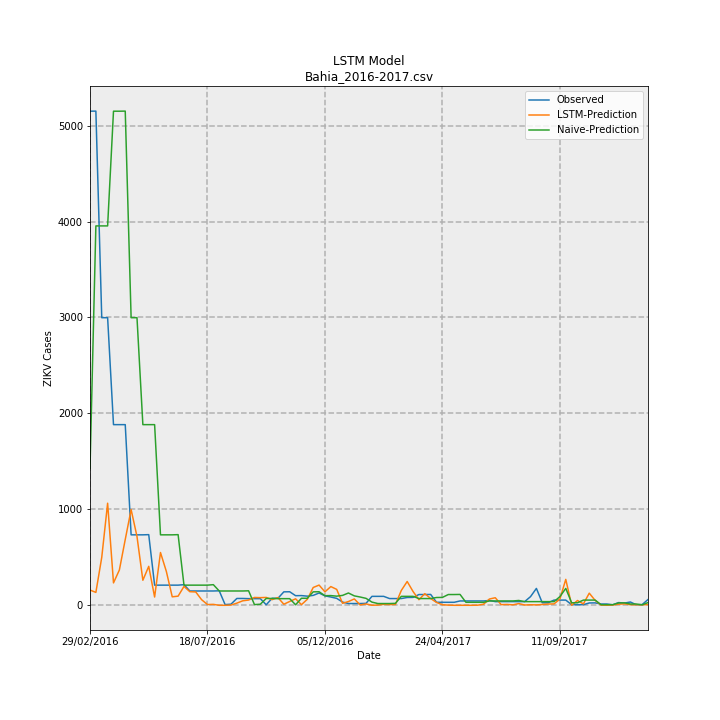 LSTM Model
Bahia_2016-2017.csv
Observed
LSTM-Prediction
Naive-Prediction
5000
4000
3000
2000
1000
0
ZIKV Cases
29/02/2016 18/07/2016 05/12/2016 24/04/2017 11/09/2017
Date